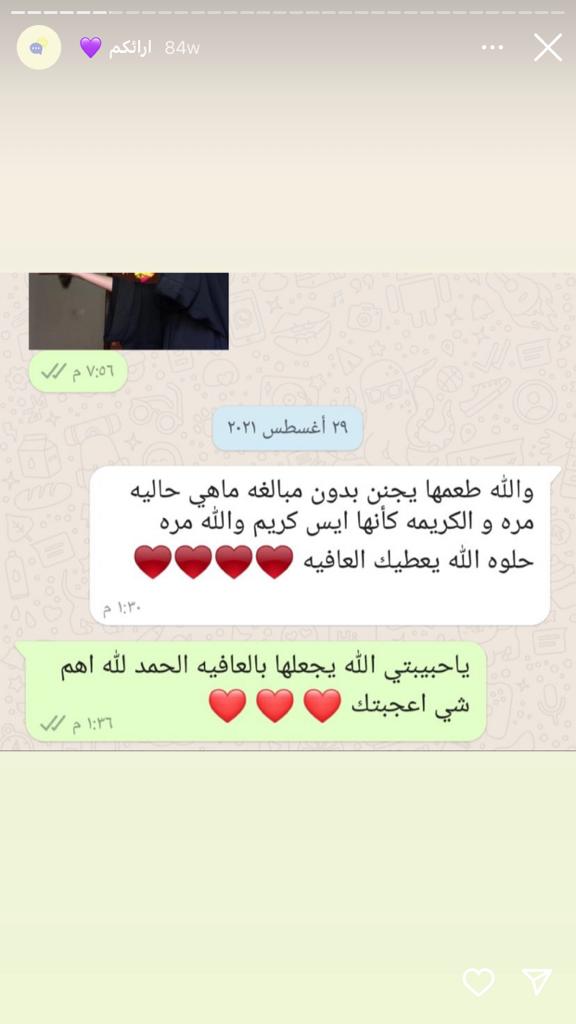 ارائكم 💜 84w
٧:٥٦ م
٢٩ أغسطس ٢٠٢١
والله طعمها يجنن بدون مبالغه ماهي حاليه
مره و الكريمه كأنها ايس كريم والله مره
حلوه الله يعطيك العافيه ♥️♥️♥️♥️
١:٣٠ م
ياحبيبتي الله يجعلها بالعافيه الحمد لله اهم
شي اعجبتك ❤️ ❤️ ❤️
١:٣٦ م